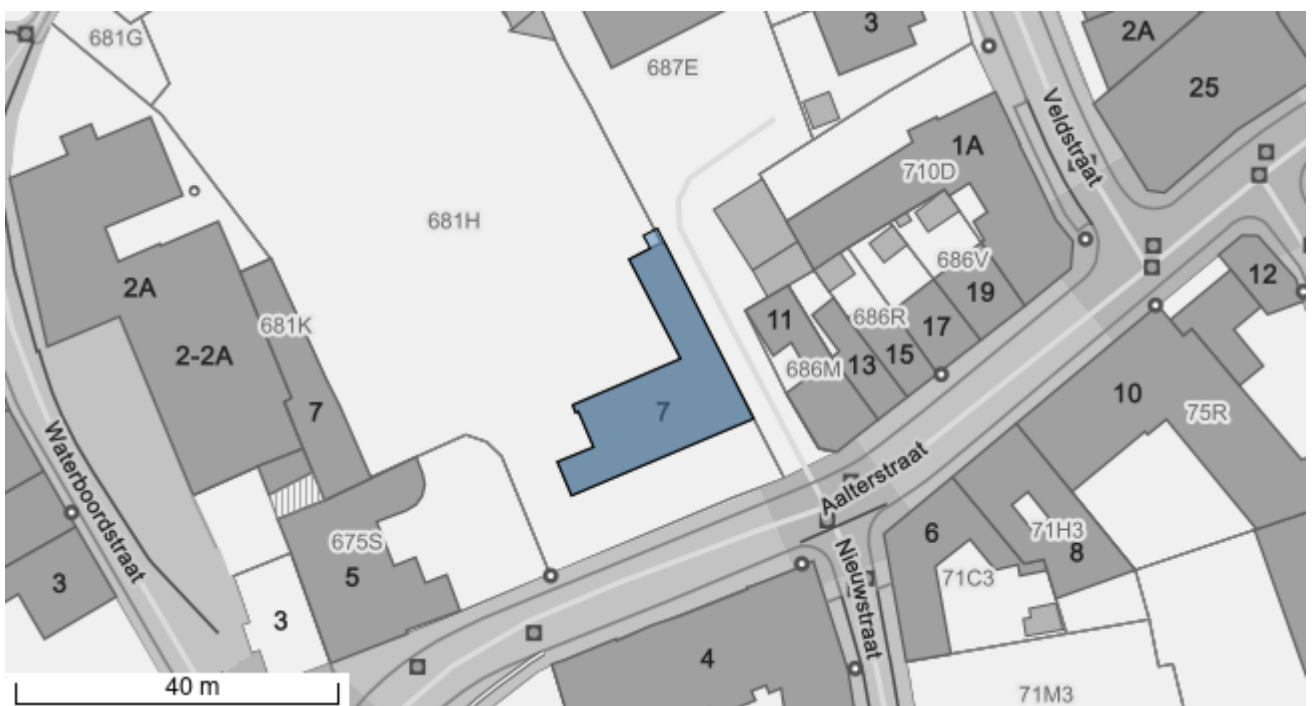 681G
687E
3
2A
25
Veldstraat
1A
710D
681H
686V
2A
12
19
681K
11
686R
17
2-2A
15
13
686M
7
7
10
75R
Waterboordstraat
Aalterstraat
675S
5
6
71H3
8
3
71C3
3
Nieuwstraat
4
40 m
71M3